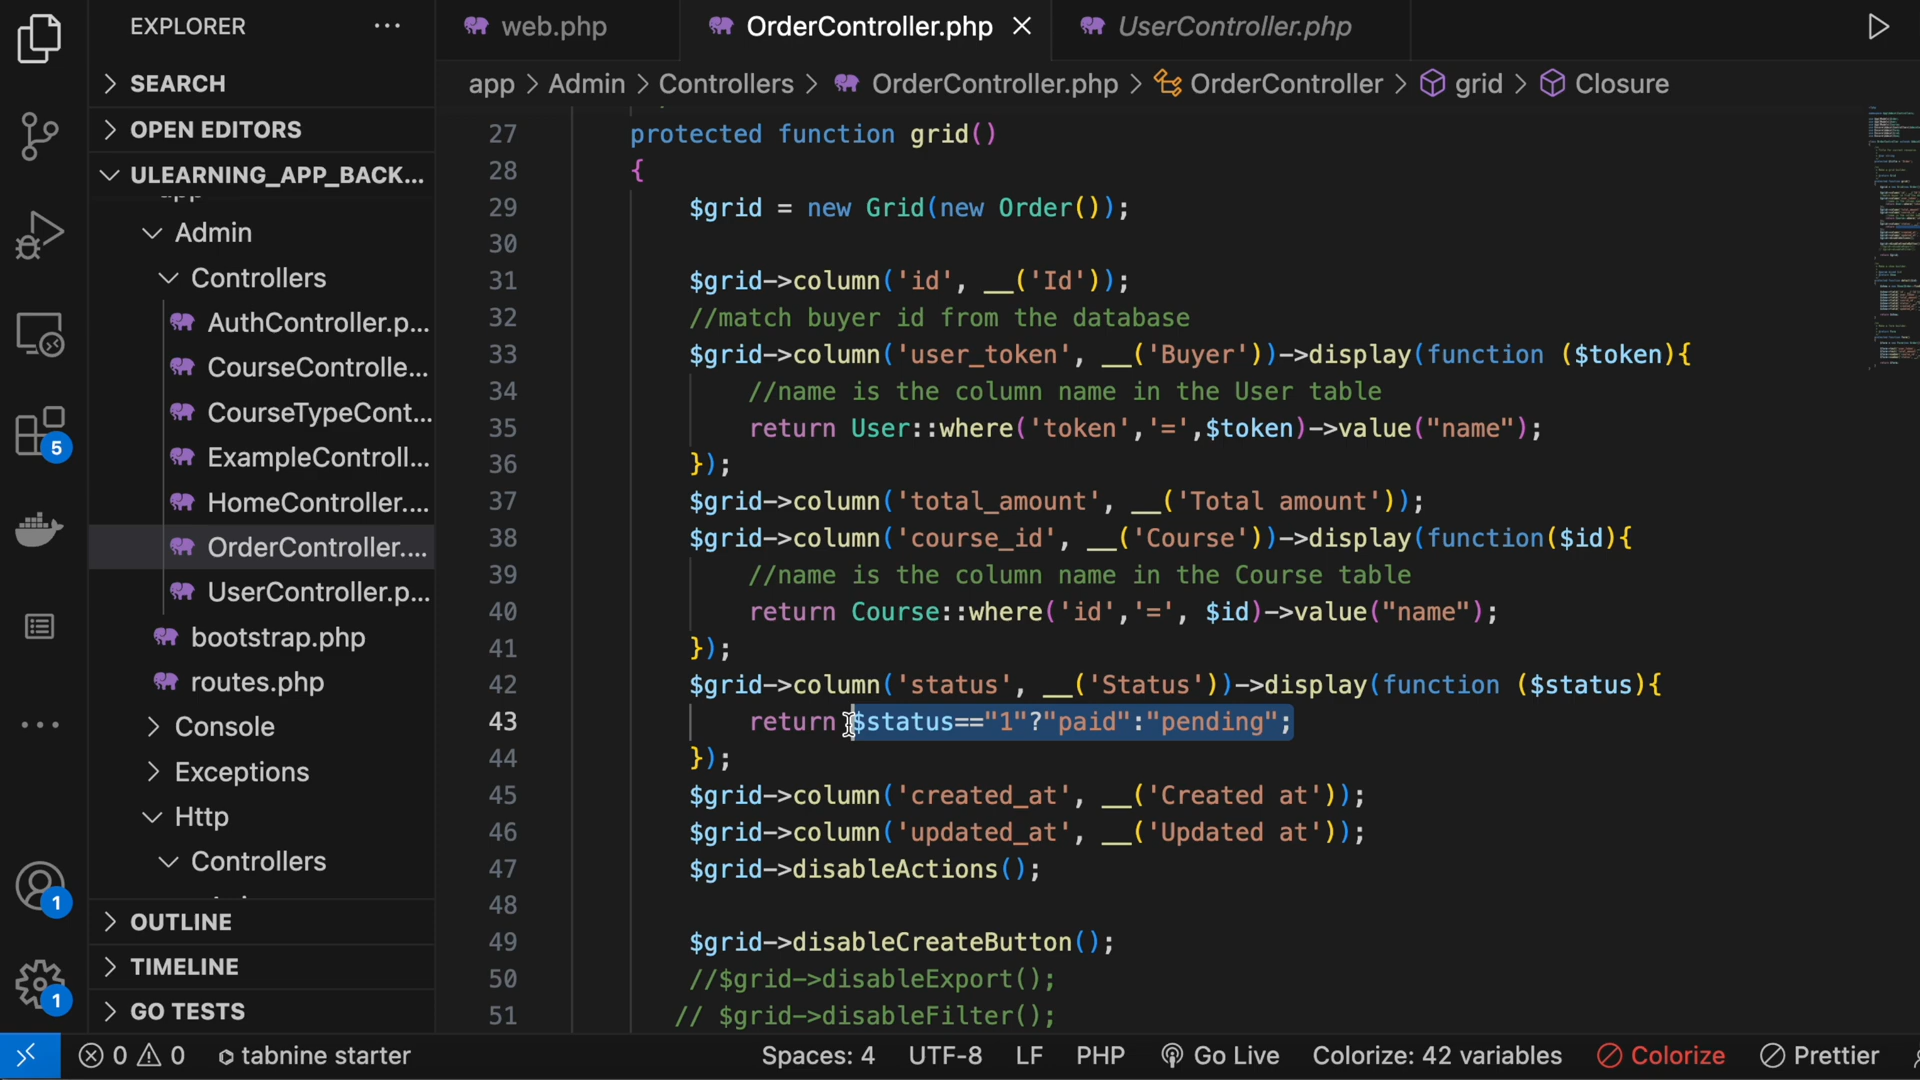 EXPLORER
SEARCH
OPEN EDITORS
ULEARNING_APP_BACK...
app
Admin
Controllers
AuthController.p...
CourseControlle...
CourseTypeCont...
ExampleControll...
HomeController....
OrderController....
UserController.p...
bootstrap.php
routes.php
Console
Exceptions
Http
Controllers
OUTLINE
TIMELINE
GO TESTS
5
1
1
web.php
OrderController.php
UserController.php
app > Admin > Controllers > OrderController.php > OrderController > grid > Closure
27 protected function grid()
28 {
29 $grid = new Grid(new Order());
30
31 $grid->column('id', __('Id'));
32 //match buyer id from the database
33 $grid->column('user_token', __('Buyer'))->display(function ($token){
34 //name is the column name in the User table
35 return User::where('token','=',$token)->value("name");
36 });
37 $grid->column('total_amount', __('Total amount'));
38 $grid->column('course_id', __('Course'))->display(function($id){
39 //name is the column name in the Course table
40 return Course::where('id','=', $id)->value("name");
41 });
42 $grid->column('status', __('Status'))->display(function ($status){
43 return $status=="1"?"paid":"pending";
44 });
45 $grid->column('created_at', __('Created at'));
46 $grid->column('updated_at', __('Updated at'));
47 $grid->disableActions();
48
49 $grid->disableCreateButton();
50 //$grid->disableExport();
51 // $grid->disableFilter();
0 0 tabnine starter Spaces: 4 UTF-8 LF PHP Go Live Colorize: 42 variables Colorize Prettier